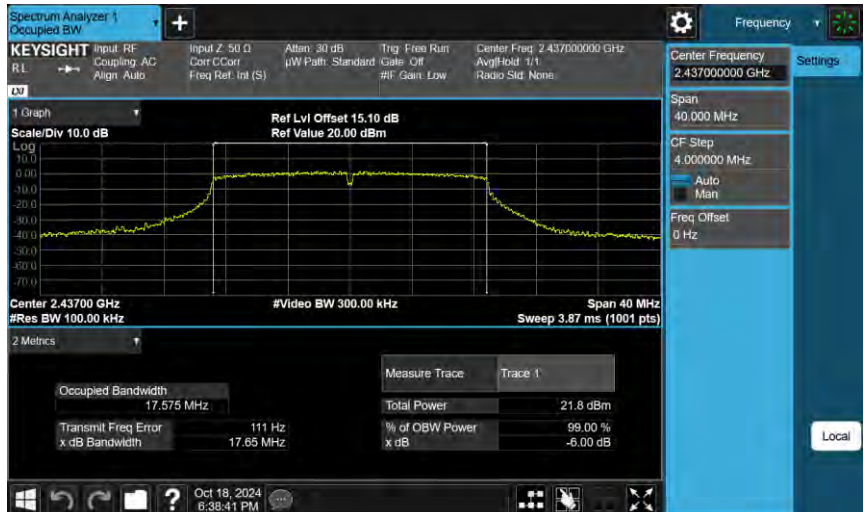 Spectrum Analyzer 1
Occupied BW
Frequency
KEYSIGHT Input: RF Input Z: 50 Ω Atten: 30 dB Trig: Free Run Center Freq: 2.437000000 GHz
RL Coupling: AC Corr CCorr µW Path: Standard Gate: Off Avg|Hold: 1/1
Align: Auto Freq Ref: Int (S) #IF Gain: Low Radio Std: None
LXI
1 Graph
Ref Lvl Offset 15.10 dB
Scale/Div 10.0 dB Ref Value 20.00 dBm
Log
10.0
0.00
-10.0
-20.0
-30.0
-40.0
-50.0
-60.0
-70.0
Center 2.43700 GHz #Video BW 300.00 kHz Span 40 MHz
#Res BW 100.00 kHz Sweep 3.87 ms (1001 pts)
2 Metrics
Measure Trace Trace 1
Occupied Bandwidth
17.575 MHz Total Power 21.8 dBm
Transmit Freq Error 111 Hz % of OBW Power 99.00 %
x dB Bandwidth 17.65 MHz x dB -6.00 dB
Center Frequency
2.437000000 GHz
Settings
Span
40.000 MHz
CF Step
4.000000 MHz
Auto
Man
Freq Offset
0 Hz
Local
Oct 18, 2024
6:38:41 PM